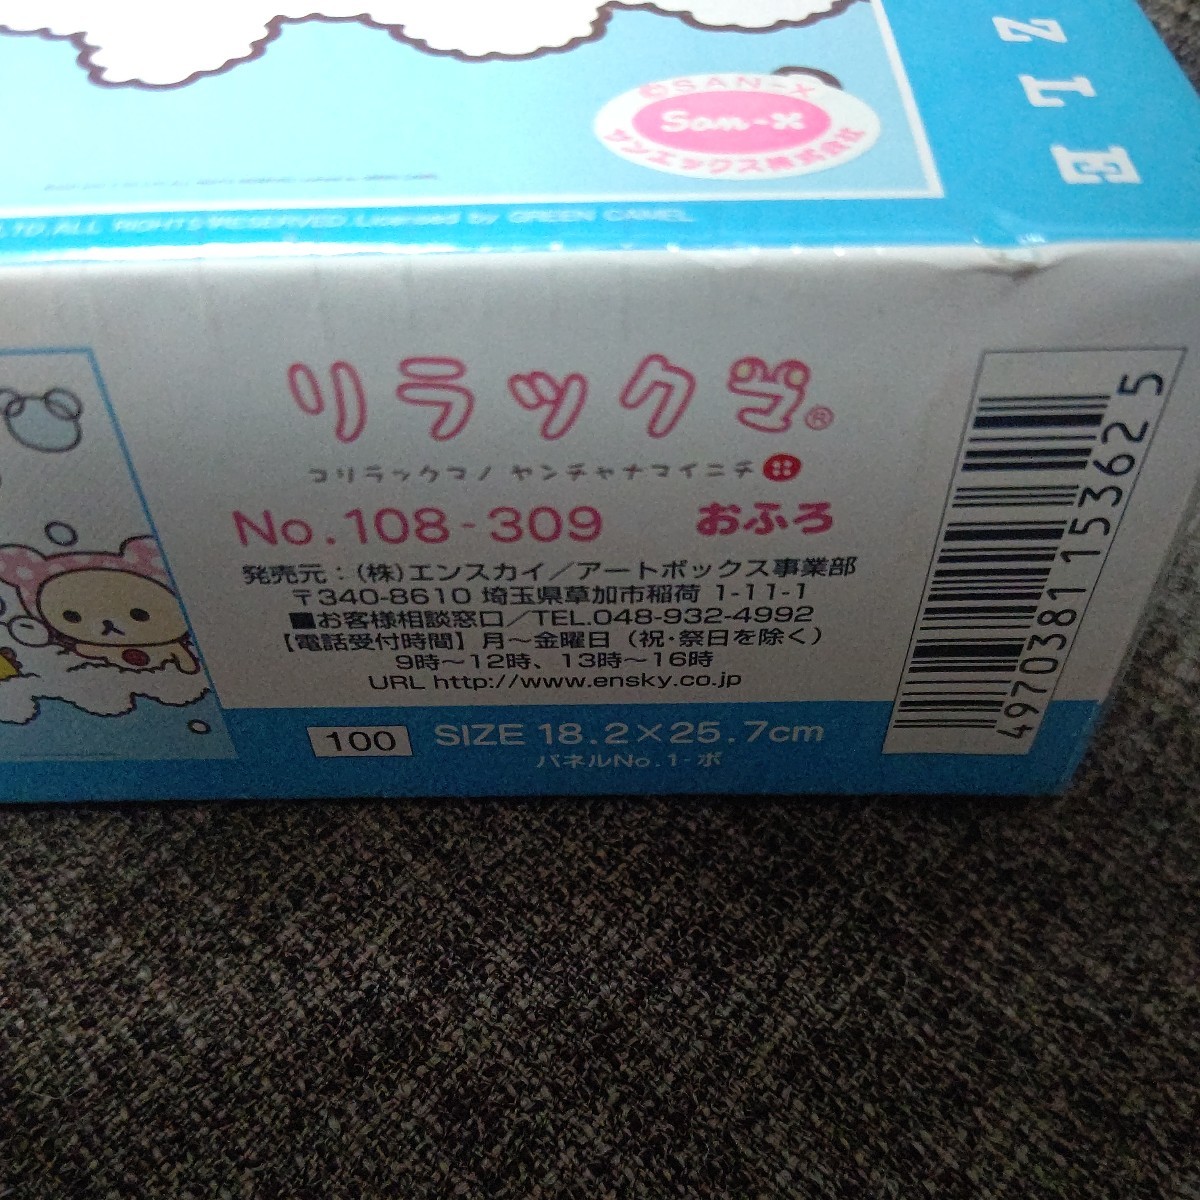 ZLE
©SAN-X
San-X
サンエックス株式会社
LTD. ALL RIGHTS RESERVED. Licensed by GREEN CAMEL
リラックマ®
コリラックマノ ヤンチャナマイニチ
No.108-309 おふろ
発売元：(株)エンスカイ／アートボックス事業部
〒340-8610 埼玉県草加市稲荷 1-11-1
■お客様相談窓口／TEL.048-932-4992
【電話受付時間】月〜金曜日（祝・祭日を除く）
9時〜12時、13時〜16時
URL http://www.ensky.co.jp
100 SIZE 18.2×25.7cm
パネルNo.1-ボ
4970381153625